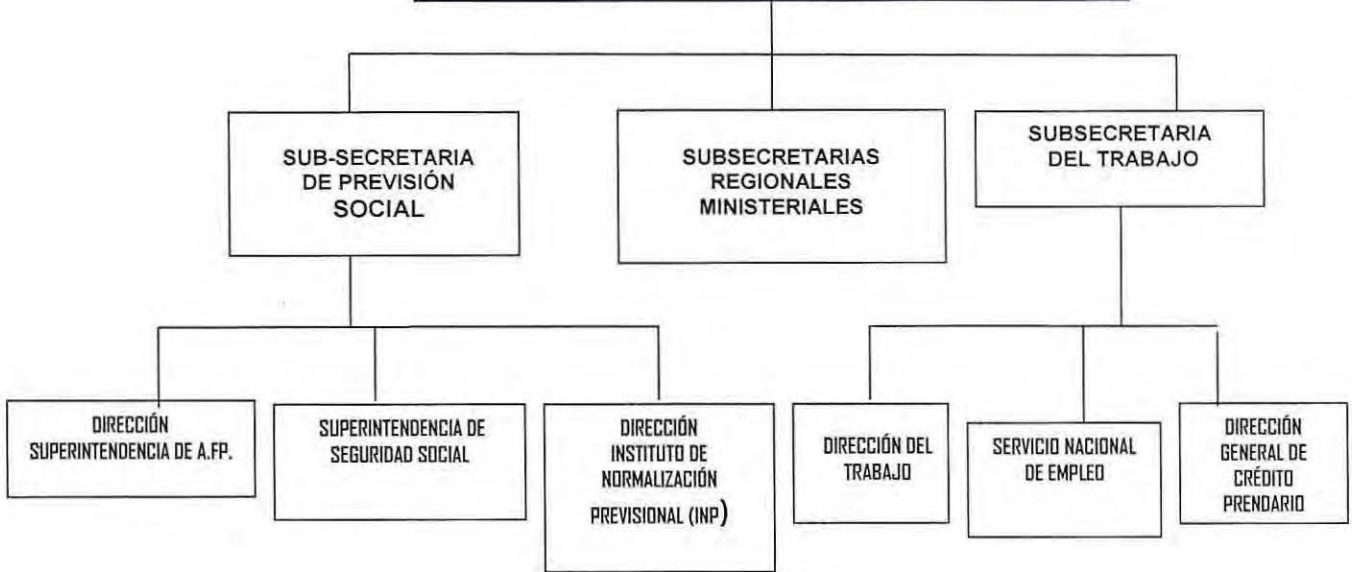 SUB-SECRETARIA
DE PREVISIÓN
SOCIAL
SUBSECRETARIAS
REGIONALES
MINISTERIALES
SUBSECRETARIA
DEL TRABAJO
DIRECCIÓN
SUPERINTENDENCIA DE A.FP.
SUPERINTENDENCIA DE
SEGURIDAD SOCIAL
DIRECCIÓN
INSTITUTO DE
NORMALIZACIÓN
PREVISIONAL (INP)
DIRECCIÓN DEL
TRABAJO
SERVICIO NACIONAL
DE EMPLEO
DIRECCIÓN
GENERAL DE
CRÉDITO
PRENDARIO